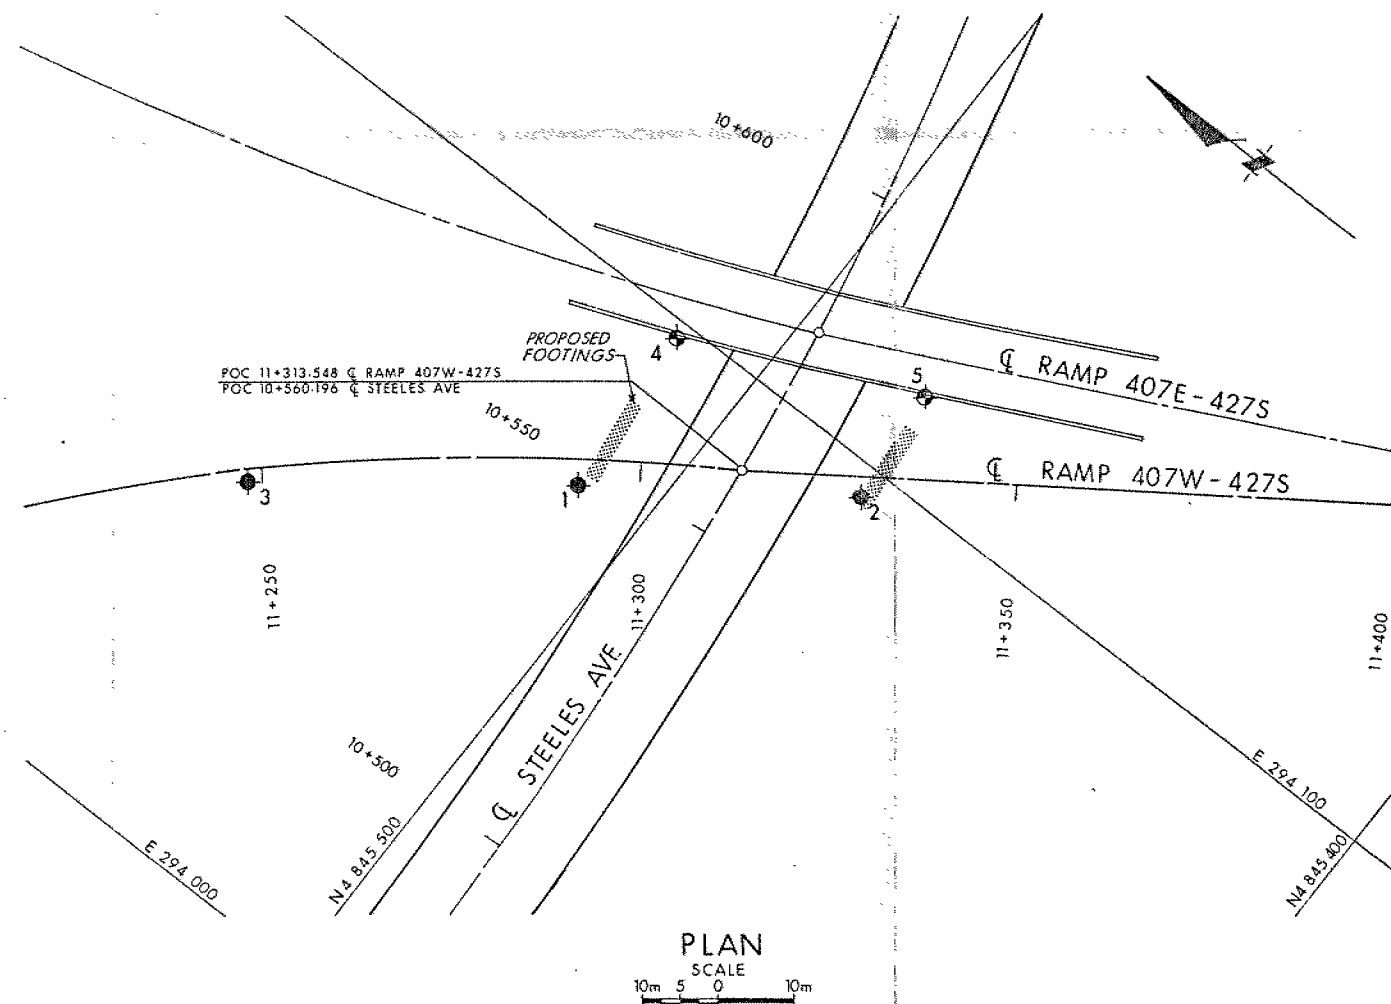 10+600
PROPOSED
FOOTINGS
4
POC 11+313.548 ℄ RAMP 407W-427S
POC 10+560.196 ℄ STEELES AVE
℄ RAMP 407E-427S
5
10+550
℄ RAMP 407W-427S
3
1
2
11+250
11+300
11+350
11+400
℄ STEELES AVE
10+500
E 294 100
E 294 000
N4 845 500
N4 845 400
PLAN
SCALE
10m 5 0 10m